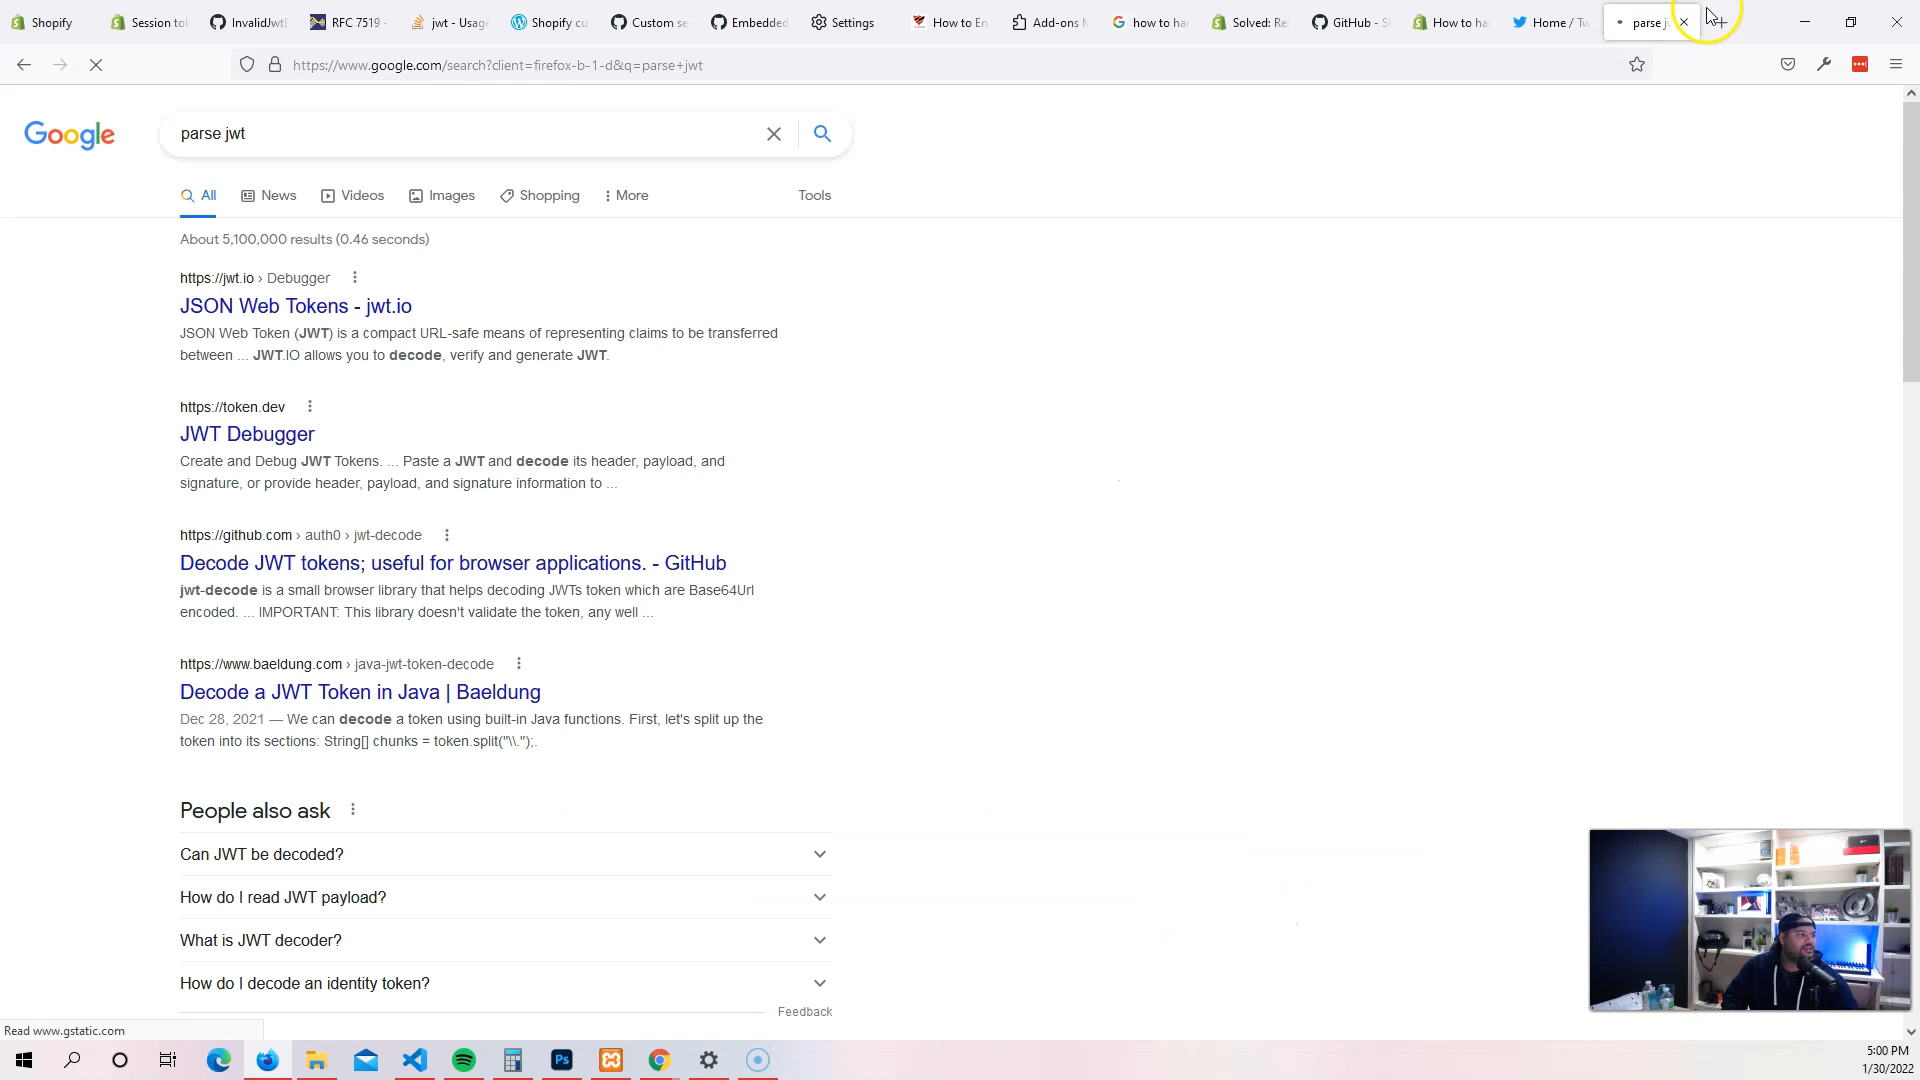 Shopify
Session to
InvalidJwtE
RFC 7519
jwt - Usage
Shopify cu
Custom se
Embedded
Settings
How to En
Add-ons
how to ha
Solved: Re
GitHub - S
How to ha
Home / Tw
parse j
https://www.google.com/search?client=firefox-b-1-d&q=parse+jwt
Google
parse jwt
All
News
Videos
Images
Shopping
More
Tools
About 5,100,000 results (0.46 seconds)
https://jwt.io › Debugger
JSON Web Tokens - jwt.io
JSON Web Token (JWT) is a compact URL-safe means of representing claims to be transferred
between ... JWT.IO allows you to decode, verify and generate JWT.
https://token.dev
JWT Debugger
Create and Debug JWT Tokens. ... Paste a JWT and decode its header, payload, and
signature, or provide header, payload, and signature information to ...
https://github.com › auth0 › jwt-decode
Decode JWT tokens; useful for browser applications. - GitHub
jwt-decode is a small browser library that helps decoding JWTs token which are Base64Url
encoded. ... IMPORTANT: This library doesn't validate the token, any well ...
https://www.baeldung.com › java-jwt-token-decode
Decode a JWT Token in Java | Baeldung
Dec 28, 2021 — We can decode a token using built-in Java functions. First, let's split up the
token into its sections: String[] chunks = token.split("\\.");.
People also ask
Can JWT be decoded?
How do I read JWT payload?
What is JWT decoder?
How do I decode an identity token?
Feedback
Read www.gstatic.com
Ps
5:00 PM
1/30/2022